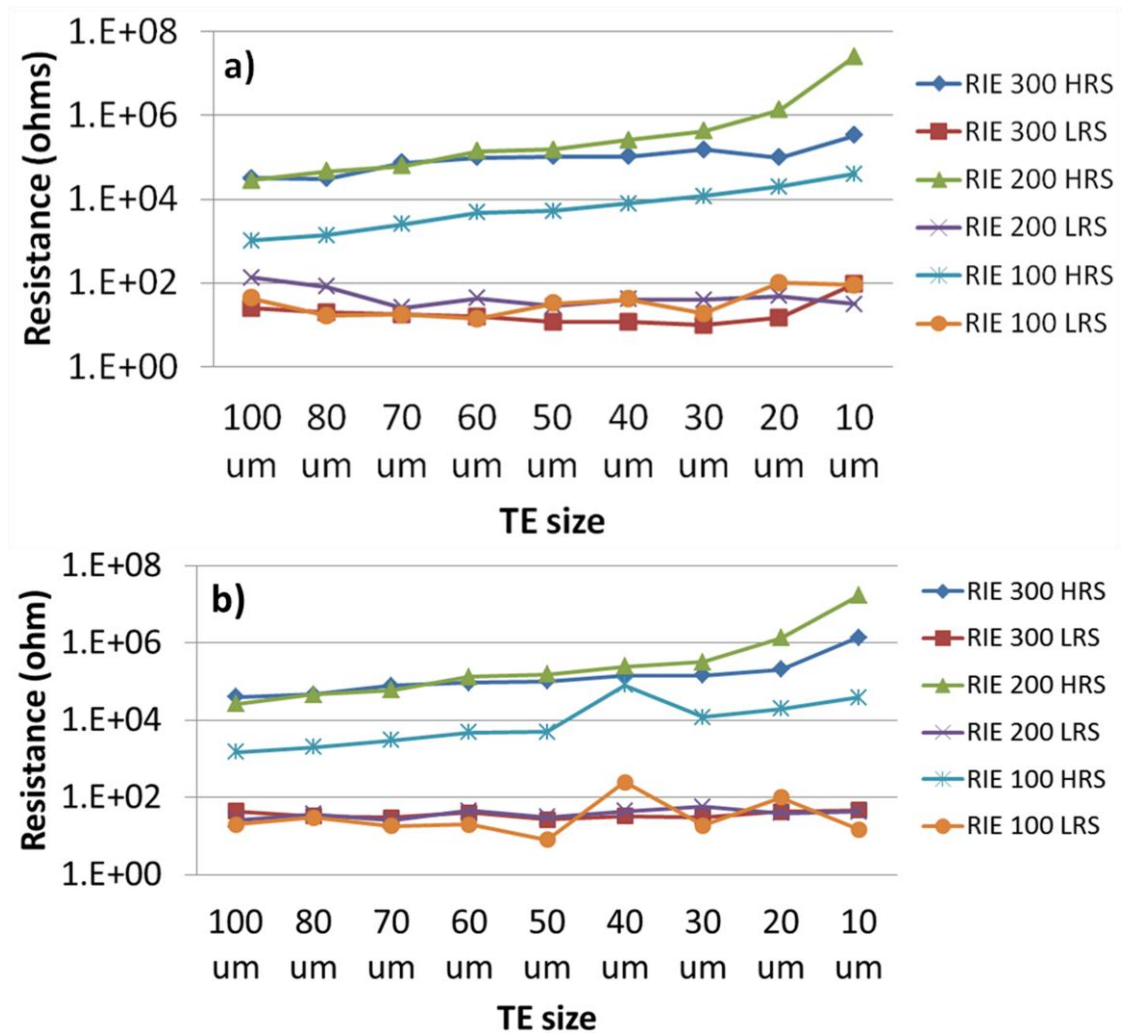 a)
Resistance (ohms)
1.E+08
1.E+06
1.E+04
1.E+02
1.E+00
100 um
80 um
70 um
60 um
50 um
40 um
30 um
20 um
10 um
TE size
RIE 300 HRS
RIE 300 LRS
RIE 200 HRS
RIE 200 LRS
RIE 100 HRS
RIE 100 LRS
b)
Resistance (ohm)
1.E+08
1.E+06
1.E+04
1.E+02
1.E+00
100 um
80 um
70 um
60 um
50 um
40 um
30 um
20 um
10 um
TE size
RIE 300 HRS
RIE 300 LRS
RIE 200 HRS
RIE 200 LRS
RIE 100 HRS
RIE 100 LRS